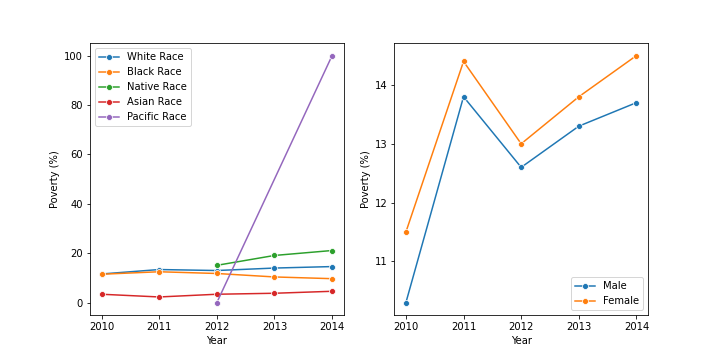 White Race
Black Race
Native Race
Asian Race
Pacific Race
100
80
60
40
20
0
Poverty (%)
2010 2011 2012 2013 2014
Year
14
13
12
11
Poverty (%)
Male
Female
2010 2011 2012 2013 2014
Year